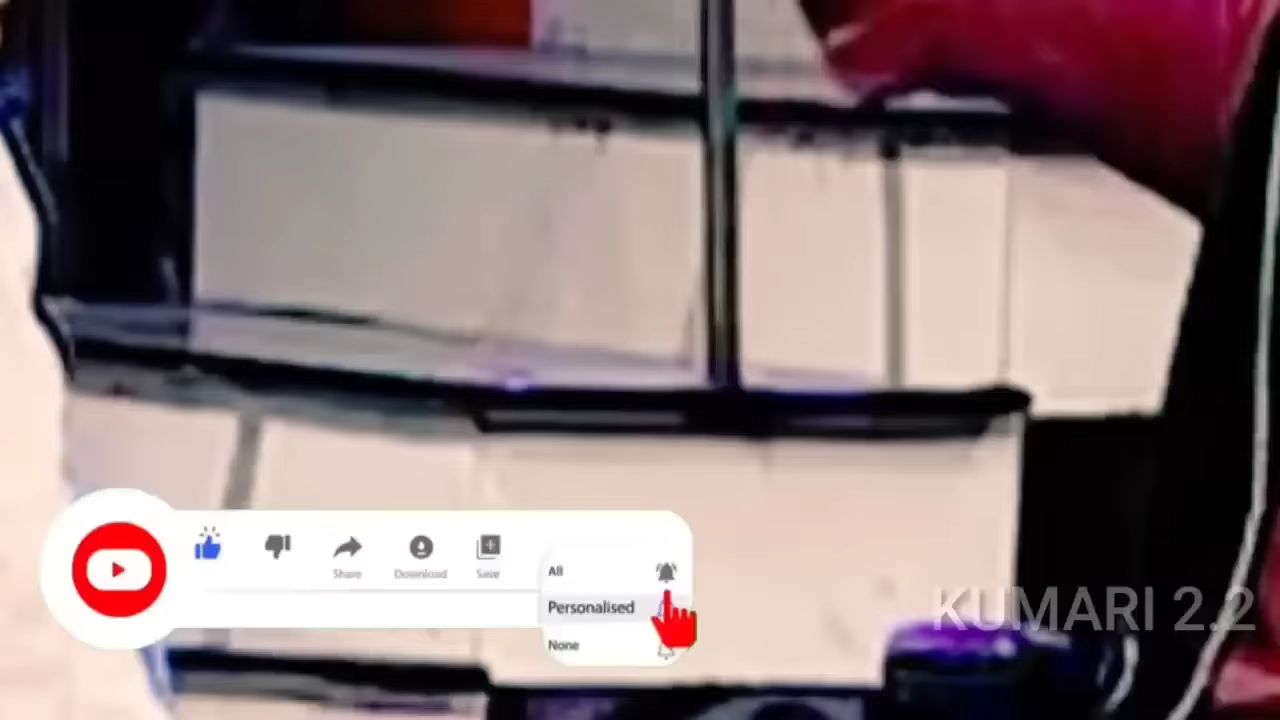 Share
Download
Save
All
Personalised
None
KUMARI 2.2